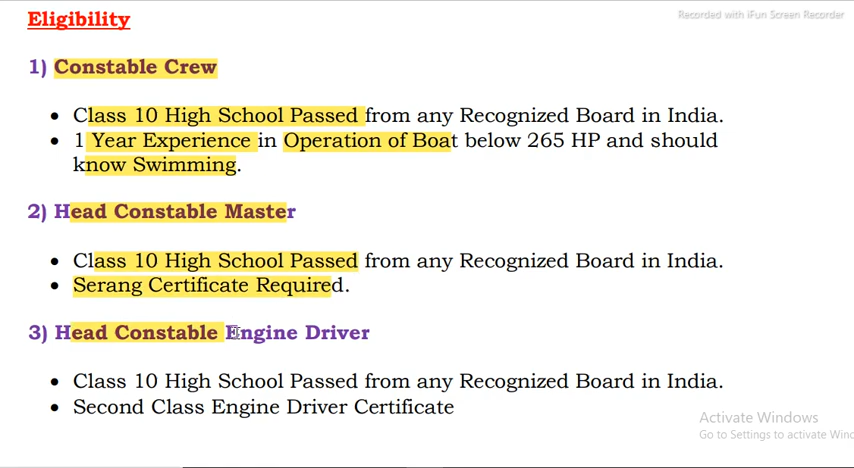 Eligibility
Recorded with iFun Screen Recorder
1) Constable Crew
• Class 10 High School Passed from any Recognized Board in India.
• 1 Year Experience in Operation of Boat below 265 HP and should
know Swimming.
2) Head Constable Master
• Class 10 High School Passed from any Recognized Board in India.
• Serang Certificate Required.
3) Head Constable Engine Driver
• Class 10 High School Passed from any Recognized Board in India.
• Second Class Engine Driver Certificate
Activate Windows
Go to Settings to activate Winc